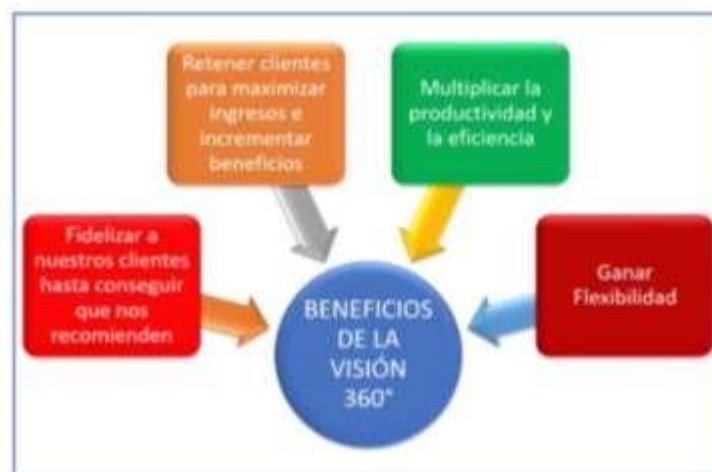 Retener clientes
para maximizar
ingresos e
incrementar
beneficios
Multiplicar la
productividad y
la eficiencia
Fidelizar a
nuestros clientes
hasta conseguir
que nos
recomienden
Ganar
Flexibilidad
BENEFICIOS
DE LA
VISIÓN
360°